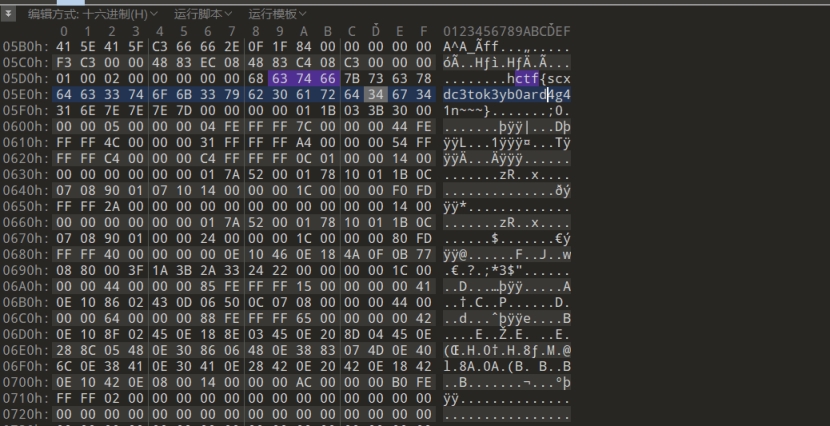 编辑方式: 十六进制(H) 运行脚本 运行模板
0 1 2 3 4 5 6 7 8 9 A B C D E F 0123456789ABCDEF
05B0h: 41 5E 41 5F C3 66 66 2E 0F 1F 84 00 00 00 00 00 A^A_Ãff...„.....
05C0h: F3 C3 00 00 48 83 EC 08 48 83 C4 08 C3 00 00 00 óÃ..Hƒì.HƒÄ.Ã...
05D0h: 01 00 02 00 00 00 00 00 68 63 74 66 7B 73 63 78 ........hctf{scx
05E0h: 64 63 33 74 6F 6B 33 79 62 30 61 72 64 34 67 34 dc3tok3yb0ard4g4
05F0h: 31 6E 7E 7E 7E 7D 00 00 00 00 01 1B 03 3B 30 00 1n~~~}.......;0.
0600h: 00 00 05 00 00 00 04 FE FF FF 7C 00 00 00 44 FE .......þÿÿ|...Dþ
0610h: FF FF 4C 00 00 00 31 FF FF FF A4 00 00 00 54 FF ÿÿL...1ÿÿÿ¤...Tÿ
0620h: FF FF C4 00 00 00 C4 FF FF FF 0C 01 00 00 14 00 ÿÿÄ...Äÿÿÿ......
0630h: 00 00 00 00 00 00 01 7A 52 00 01 78 10 01 1B 0C .......zR..x....
0640h: 07 08 90 01 07 10 14 00 00 00 1C 00 00 00 F0 FD ..............ðý
0650h: FF FF 2A 00 00 00 00 00 00 00 00 00 00 00 14 00 ÿÿ*.............
0660h: 00 00 00 00 00 00 01 7A 52 00 01 78 10 01 1B 0C .......zR..x....
0670h: 07 08 90 01 00 00 24 00 00 00 1C 00 00 00 80 FD ......$.......€ý
0680h: FF FF 40 00 00 00 00 0E 10 46 0E 18 4A 0F 0B 77 ÿÿ@......F..J..w
0690h: 08 80 00 3F 1A 3B 2A 33 24 22 00 00 00 00 1C 00 .€.?.;*3$"......
06A0h: 00 00 44 00 00 00 85 FE FF FF 15 00 00 00 00 41 ..D...…þÿÿ.....A
06B0h: 0E 10 86 02 43 0D 06 50 0C 07 08 00 00 00 44 00 ..†.C..P......D.
06C0h: 00 00 64 00 00 00 88 FE FF FF 65 00 00 00 00 42 ..d...ˆþÿÿe....B
06D0h: 0E 10 8F 02 45 0E 18 8E 03 45 0E 20 8D 04 45 0E ....E..Ž.E. ..E.
06E0h: 28 8C 05 48 0E 30 86 06 48 0E 38 83 07 4D 0E 40 (Œ.H.0†.H.8ƒ.M.@
06F0h: 6C 0E 38 41 0E 30 41 0E 28 42 0E 20 42 0E 18 42 l.8A.0A.(B. B..B
0700h: 0E 10 42 0E 08 00 14 00 00 00 AC 00 00 00 B0 FE ..B.......¬...°þ
0710h: FF FF 02 00 00 00 00 00 00 00 00 00 00 00 00 00 ÿÿ..............
0720h: 00 00 00 00 00 00 00 00 00 00 00 00 00 00 00 00 ................